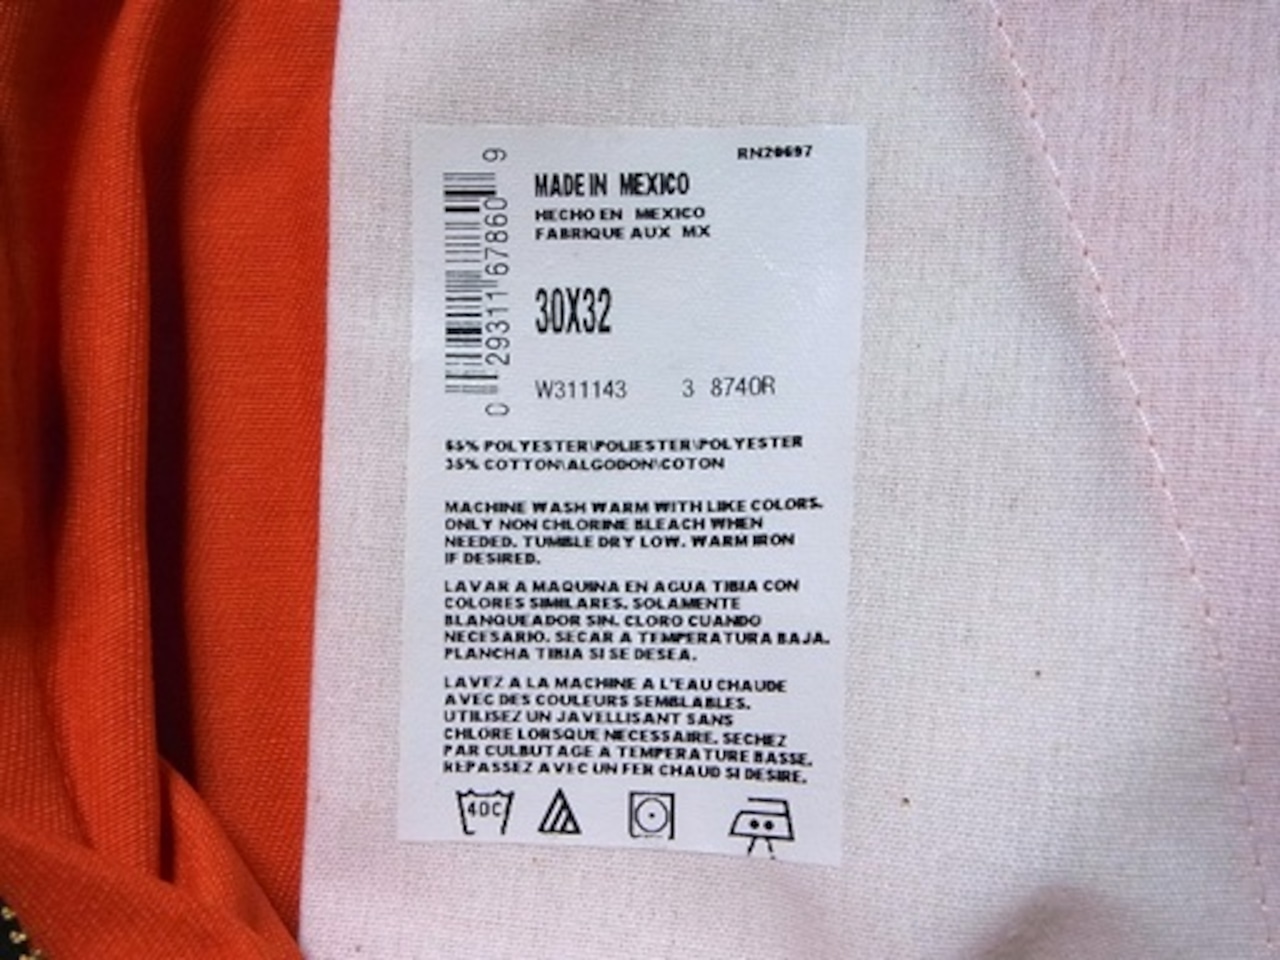 RN20697
MADE IN MEXICO
HECHO EN MEXICO
FABRIQUE AUX MX
30X32
W311143 3 8740R
0 29311 67860 9
65% POLYESTER\POLIESTER\POLYESTER
35% COTTON\ALGODON\COTON
MACHINE WASH WARM WITH LIKE COLORS.
ONLY NON CHLORINE BLEACH WHEN
NEEDED. TUMBLE DRY LOW. WARM IRON
IF DESIRED.
LAVAR A MAQUINA EN AGUA TIBIA CON
COLORES SIMILARES. SOLAMENTE
BLANQUEADOR SIN. CLORO CUANDO
NECESARIO. SECAR A TEMPERATURA BAJA.
PLANCHA TIBIA SI SE DESEA.
LAVEZ A LA MACHINE A L'EAU CHAUDE
AVEC DES COULEURS SEMBLABLES.
UTILISEZ UN JAVELLISANT SANS
CHLORE LORSQUE NECESSAIRE. SECHEZ
PAR CULBUTAGE A TEMPERATURE BASSE.
REPASSEZ AVEC UN FER CHAUD SI DESIRE.
40C